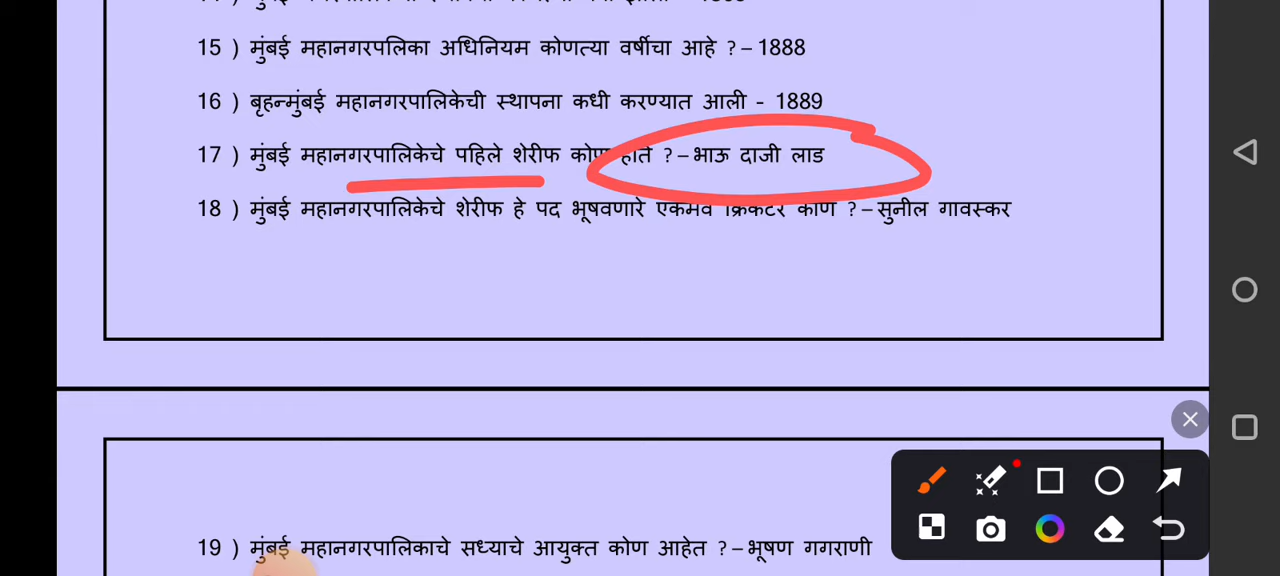 15 ) मुंबई महानगरपालिका अधिनियम कोणत्या वर्षीचा आहे ? – 1888
16 ) बृहन्मुंबई महानगरपालिकेची स्थापना कधी करण्यात आली - 1889
17 ) मुंबई महानगरपालिकेचे पहिले शेरीफ कोण होते ? – भाऊ दाजी लाड
18 ) मुंबई महानगरपालिकेचे शेरीफ हे पद भूषवणारे एकमेव क्रिकेटर कोण ? – सुनील गावस्कर
19 ) मुंबई महानगरपालिकाचे सध्याचे आयुक्त कोण आहेत ? – भूषण गगराणी